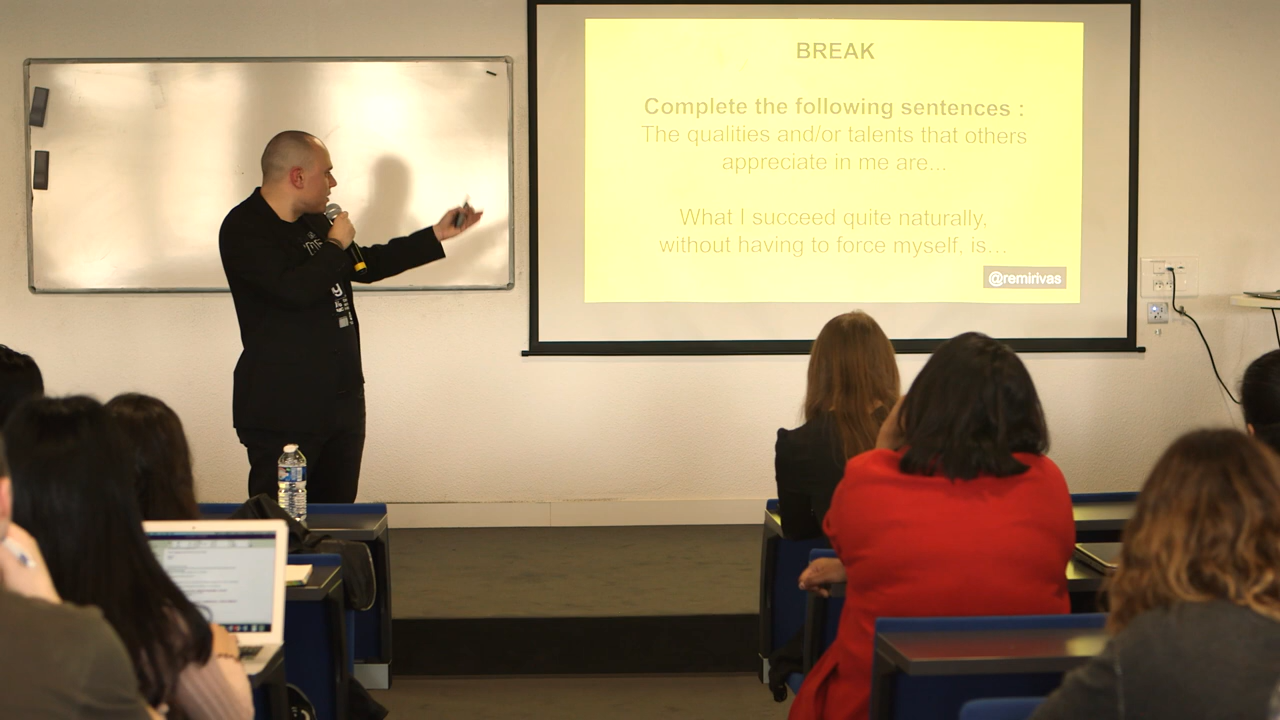 BREAK
Complete the following sentences :
The qualities and/or talents that others
appreciate in me are...
What I succeed quite naturally.
without having to force myself. is...
@remirivas